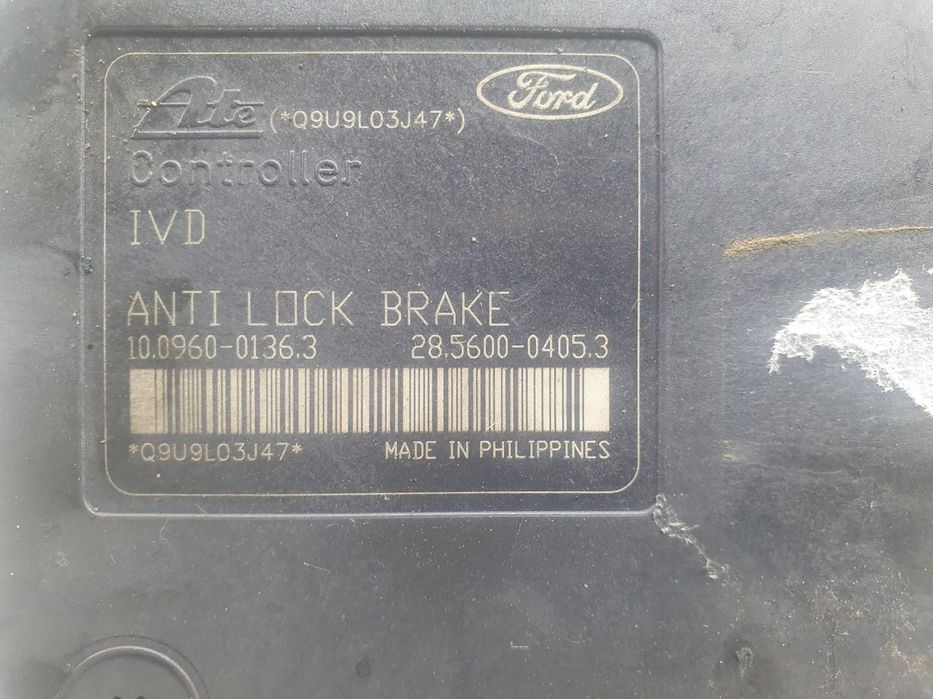 Ate (*Q9U9L03J47*) Ford
Controller
IVD
ANTI LOCK BRAKE
10.0960-0136.3 28.5600-0405.3
*Q9U9L03J47* MADE IN PHILIPPINES